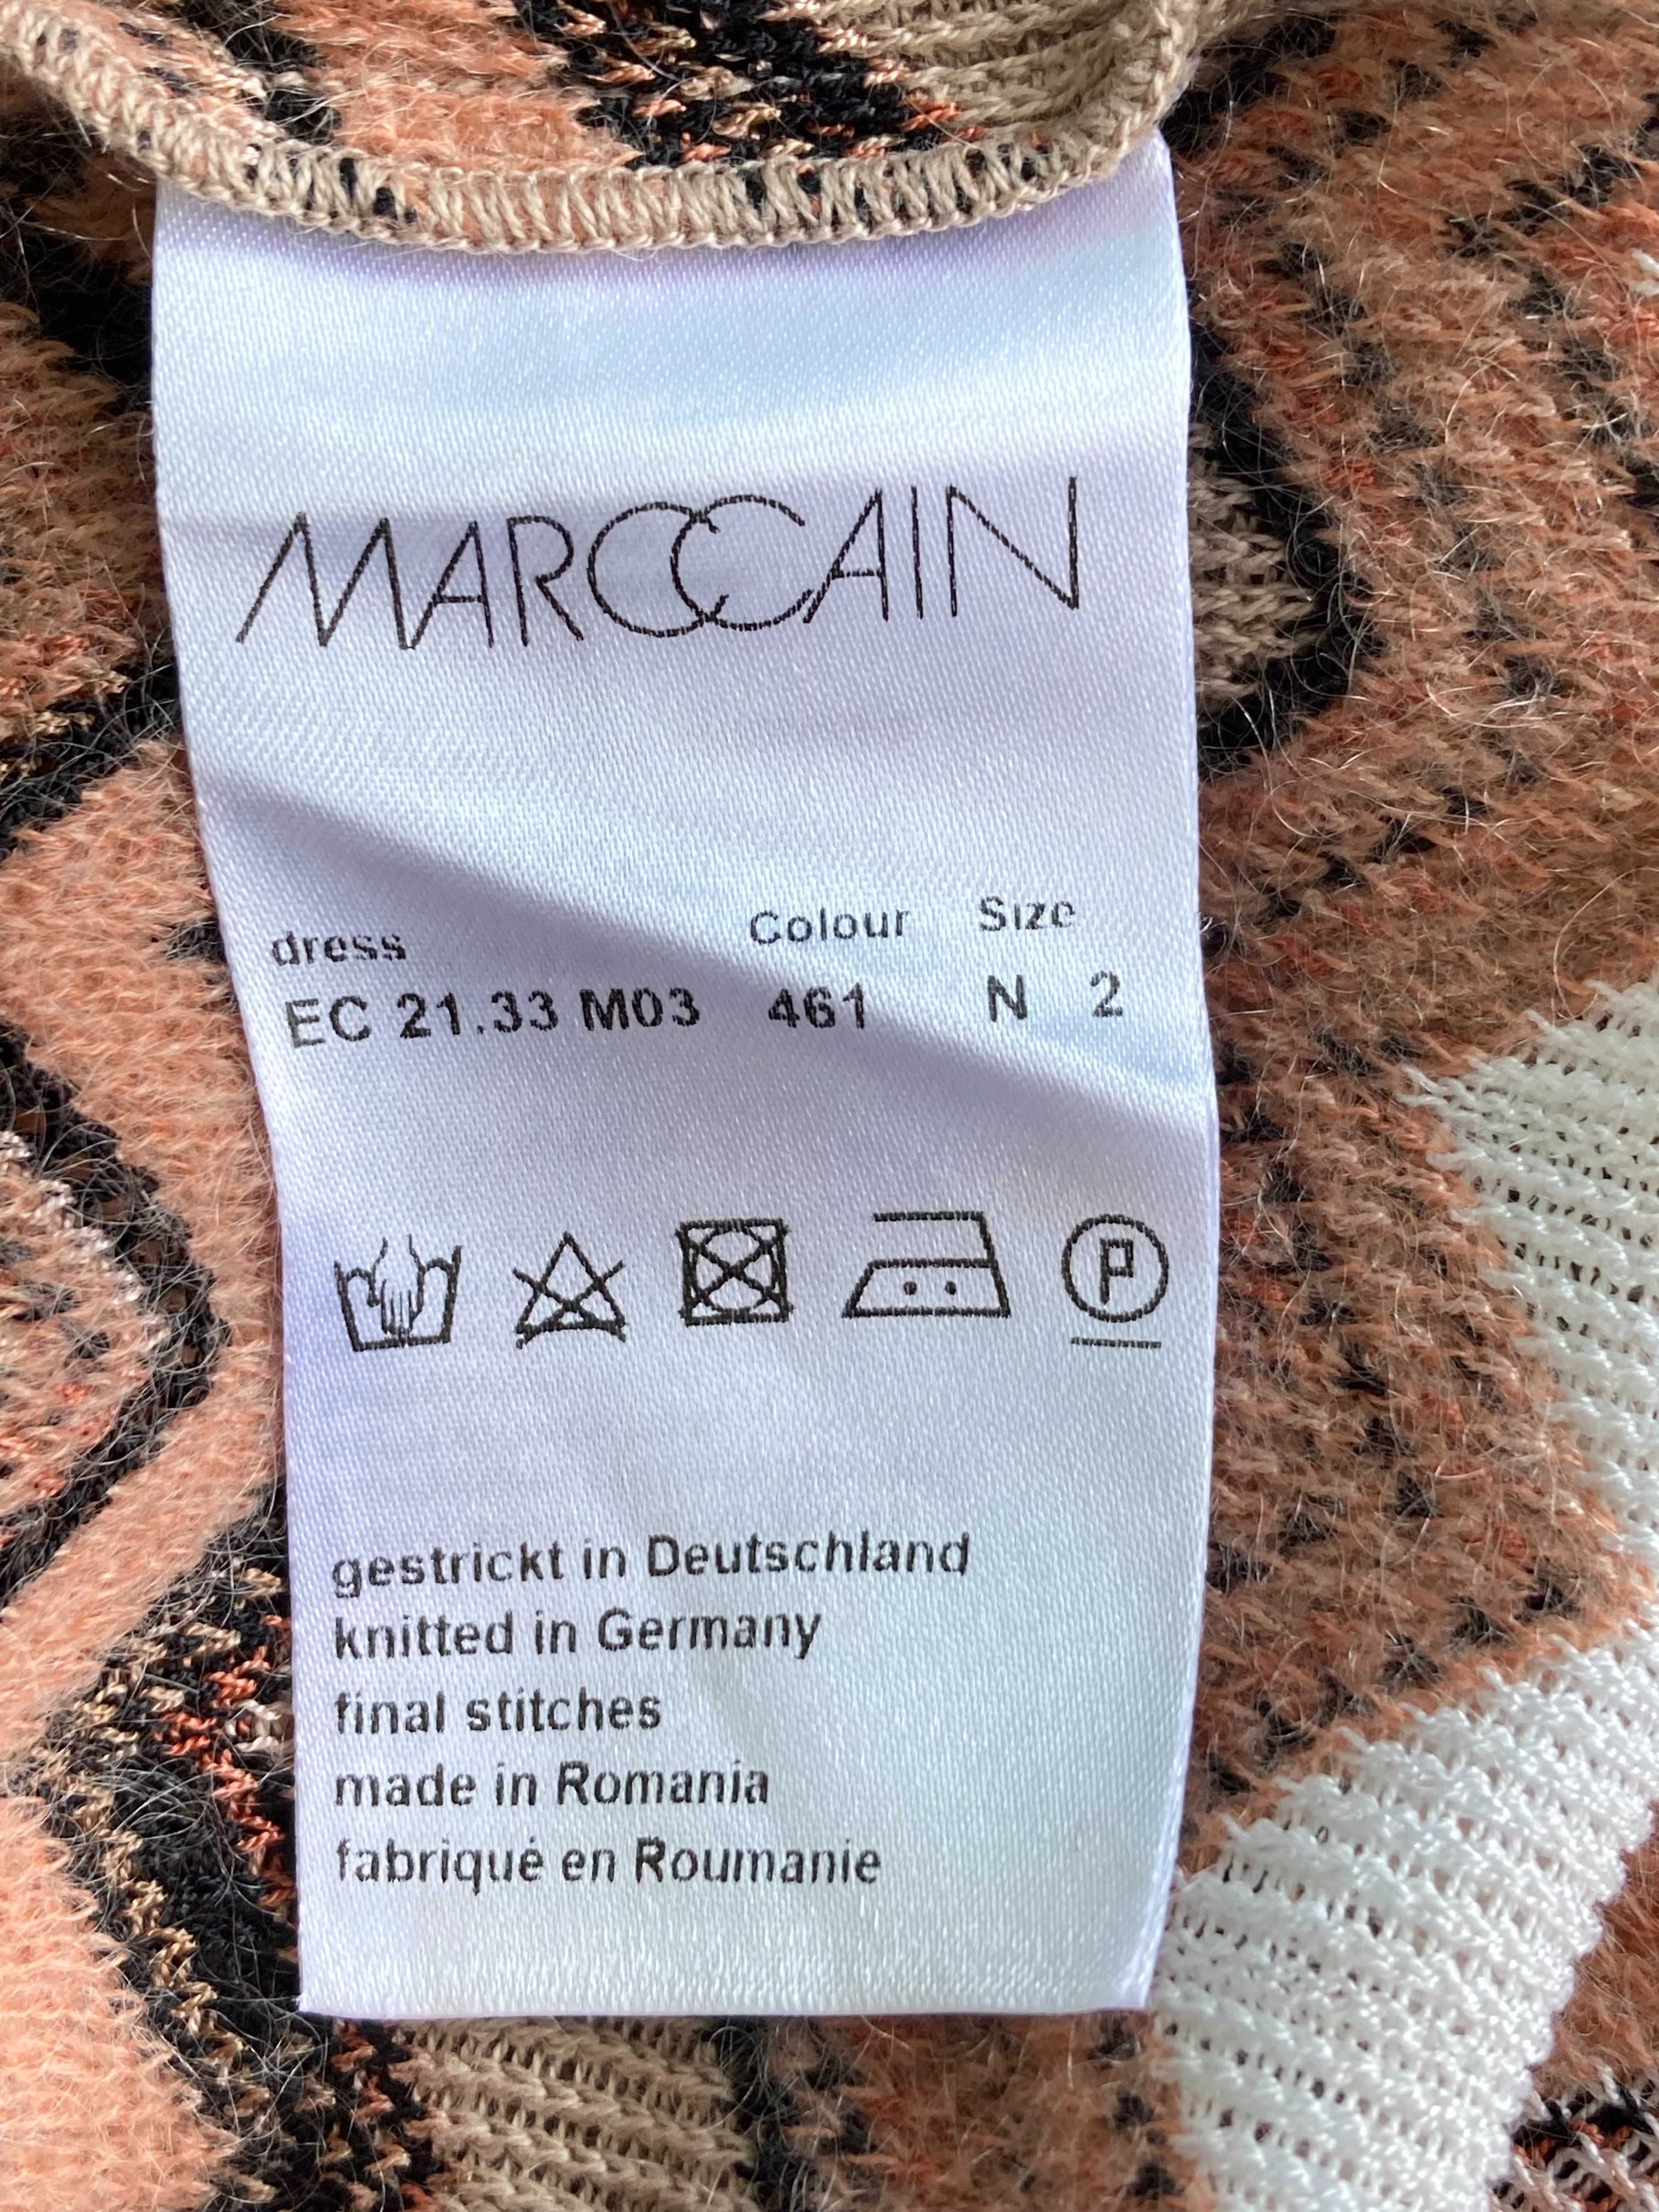 MARCCAIN
dress Colour Size
EC 21.33 M03 461 N 2
P
gestrickt in Deutschland
knitted in Germany
final stitches
made in Romania
fabriqué en Roumanie